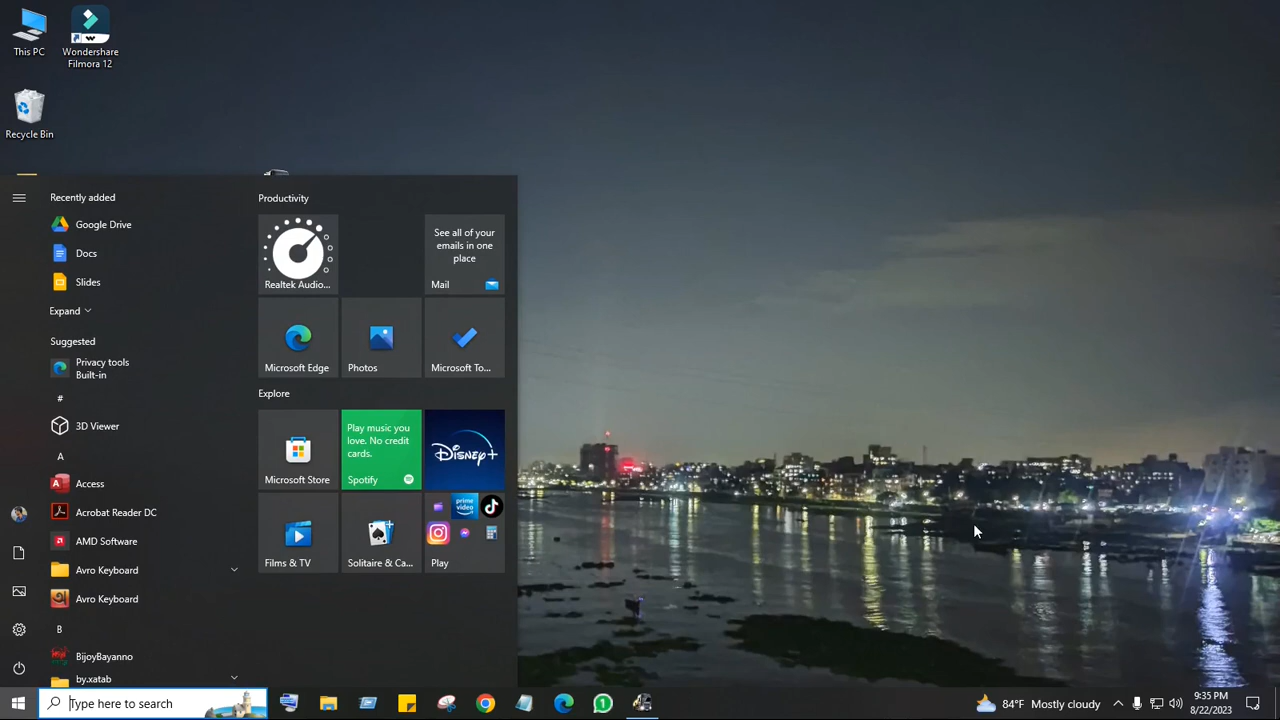 This PC
Wondershare
Filmora 12
Recycle Bin
Recently added
Google Drive
Docs
Slides
Expand
Suggested
Privacy tools
Built-in
#
3D Viewer
A
Access
Acrobat Reader DC
AMD Software
Avro Keyboard
Avro Keyboard
B
BijoyBayanno
by.xatab
Productivity
Realtek Audio...
See all of your
emails in one
place
Mail
Microsoft Edge
Photos
Microsoft To...
Explore
Microsoft Store
Play music you
love. No credit
cards.
Spotify
Disney+
Films & TV
Solitaire & Ca...
prime
video
Play
Type here to search
84°F Mostly cloudy
9:35 PM
8/22/2023